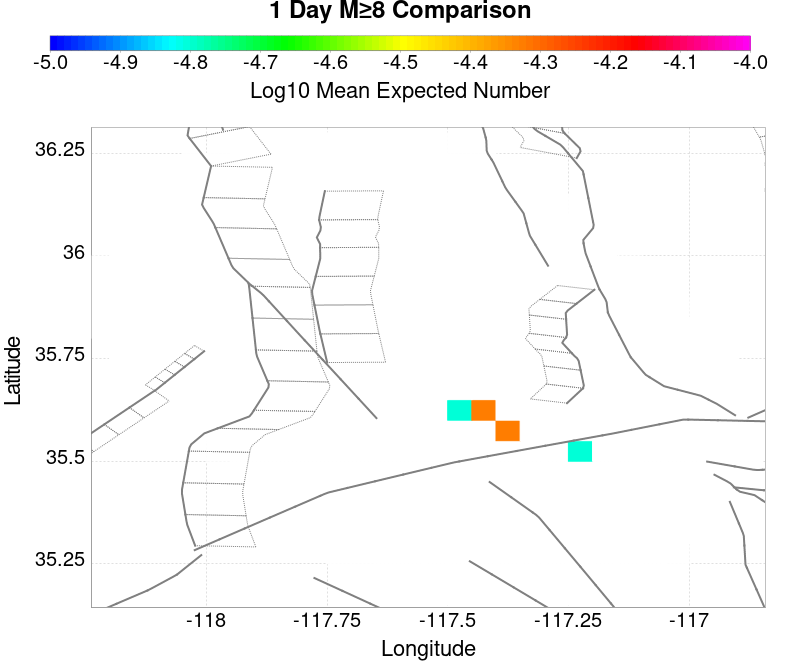 1 Day M≥8 Comparison
-5.0 -4.9 -4.8 -4.7 -4.6 -4.5 -4.4 -4.3 -4.2 -4.1 -4.0
Log10 Mean Expected Number
36.25
36
35.75
35.5
35.25
Latitude
-118 -117.75 -117.5 -117.25 -117
Longitude